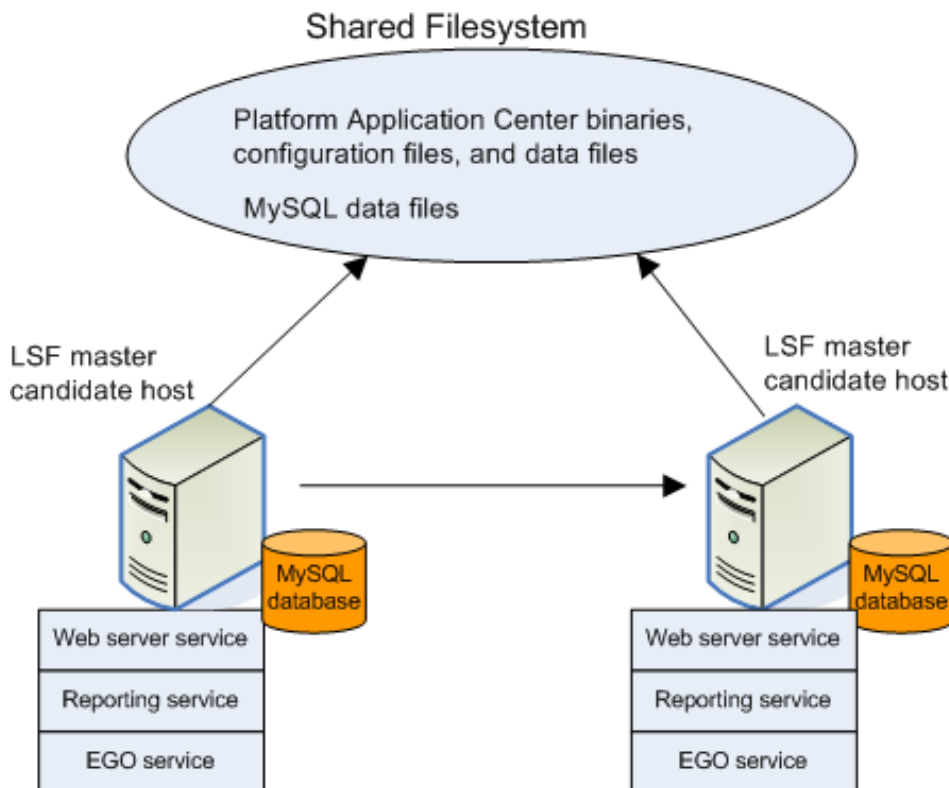 Shared Filesystem
Platform Application Center binaries,
configuration files, and data files
MySQL data files
LSF master
candidate host
LSF master
candidate host
MySQL
database
MySQL
database
Web server service
Reporting service
EGO service
Web server service
Reporting service
EGO service